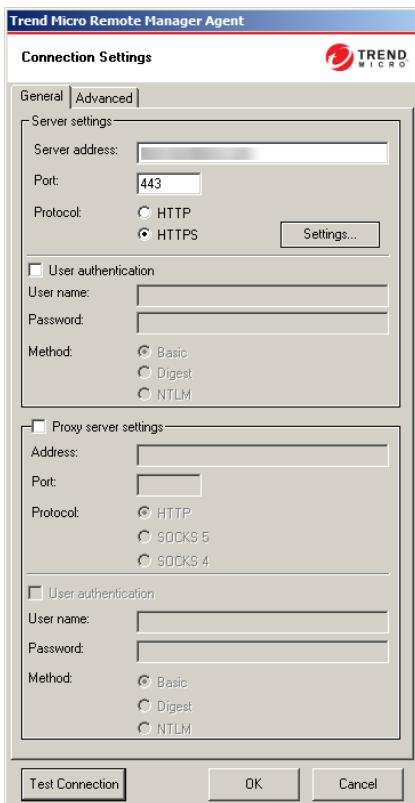 Trend Micro Remote Manager Agent
Connection Settings
TREND MICRO
General
Advanced
Server settings
Server address:
Port: 443
Protocol: HTTP
HTTPS
Settings...
User authentication
User name:
Password:
Method: Basic
Digest
NTLM
Proxy server settings
Address:
Port:
Protocol: HTTP
SOCKS 5
SOCKS 4
User authentication
User name:
Password:
Method: Basic
Digest
NTLM
Test Connection
OK
Cancel